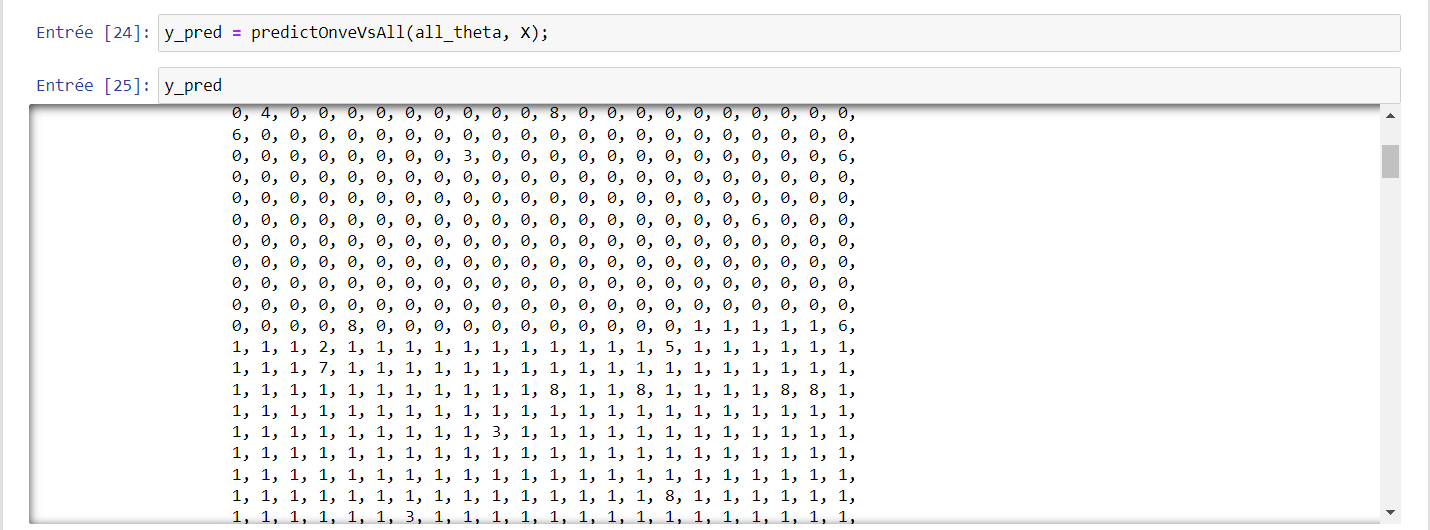 Entrée [24]: y_pred = predictOnveVsAll(all_theta, X);
Entrée [25]: y_pred
0, 4, 0, 0, 0, 0, 0, 0, 0, 0, 0, 8, 0, 0, 0, 0, 0, 0, 0, 0, 0, 0,
6, 0, 0, 0, 0, 0, 0, 0, 0, 0, 0, 0, 0, 0, 0, 0, 0, 0, 0, 0, 0, 0,
0, 0, 0, 0, 0, 0, 0, 0, 3, 0, 0, 0, 0, 0, 0, 0, 0, 0, 0, 0, 0, 6,
0, 0, 0, 0, 0, 0, 0, 0, 0, 0, 0, 0, 0, 0, 0, 0, 0, 0, 0, 0, 0, 0,
0, 0, 0, 0, 0, 0, 0, 0, 0, 0, 0, 0, 0, 0, 0, 0, 0, 0, 0, 0, 0, 0,
0, 0, 0, 0, 0, 0, 0, 0, 0, 0, 0, 0, 0, 0, 0, 0, 0, 0, 6, 0, 0, 0,
0, 0, 0, 0, 0, 0, 0, 0, 0, 0, 0, 0, 0, 0, 0, 0, 0, 0, 0, 0, 0, 0,
0, 0, 0, 0, 0, 0, 0, 0, 0, 0, 0, 0, 0, 0, 0, 0, 0, 0, 0, 0, 0, 0,
0, 0, 0, 0, 0, 0, 0, 0, 0, 0, 0, 0, 0, 0, 0, 0, 0, 0, 0, 0, 0, 0,
0, 0, 0, 0, 0, 0, 0, 0, 0, 0, 0, 0, 0, 0, 0, 0, 0, 0, 0, 0, 0, 0,
0, 0, 0, 0, 8, 0, 0, 0, 0, 0, 0, 0, 0, 0, 0, 0, 1, 1, 1, 1, 1, 6,
1, 1, 1, 2, 1, 1, 1, 1, 1, 1, 1, 1, 1, 1, 1, 5, 1, 1, 1, 1, 1, 1,
1, 1, 1, 7, 1, 1, 1, 1, 1, 1, 1, 1, 1, 1, 1, 1, 1, 1, 1, 1, 1, 1,
1, 1, 1, 1, 1, 1, 1, 1, 1, 1, 1, 8, 1, 1, 8, 1, 1, 1, 1, 8, 8, 1,
1, 1, 1, 1, 1, 1, 1, 1, 1, 1, 1, 1, 1, 1, 1, 1, 1, 1, 1, 1, 1, 1,
1, 1, 1, 1, 1, 1, 1, 1, 1, 3, 1, 1, 1, 1, 1, 1, 1, 1, 1, 1, 1, 1,
1, 1, 1, 1, 1, 1, 1, 1, 1, 1, 1, 1, 1, 1, 1, 1, 1, 1, 1, 1, 1, 1,
1, 1, 1, 1, 1, 1, 1, 1, 1, 1, 1, 1, 1, 1, 1, 1, 1, 1, 1, 1, 1, 1,
1, 1, 1, 1, 1, 1, 1, 1, 1, 1, 1, 1, 1, 1, 1, 8, 1, 1, 1, 1, 1, 1,
1, 1, 1, 1, 1, 1, 3, 1, 1, 1, 1, 1, 1, 1, 1, 1, 1, 1, 1, 1, 1, 1,